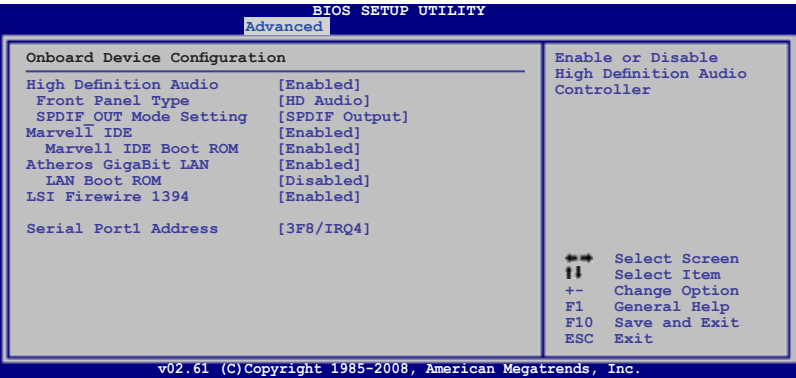 BIOS SETUP UTILITY
Advanced
Onboard Device Configuration
High Definition Audio [Enabled]
Front Panel Type [HD Audio]
SPDIF_OUT Mode Setting [SPDIF Output]
Marvell IDE [Enabled]
Marvell IDE Boot ROM [Enabled]
Atheros GigaBit LAN [Enabled]
LAN Boot ROM [Disabled]
LSI Firewire 1394 [Enabled]
Serial Port1 Address [3F8/IRQ4]
Enable or Disable
High Definition Audio
Controller
←→ Select Screen
↑↓ Select Item
+- Change Option
F1 General Help
F10 Save and Exit
ESC Exit
v02.61 (C)Copyright 1985-2008, American Megatrends, Inc.